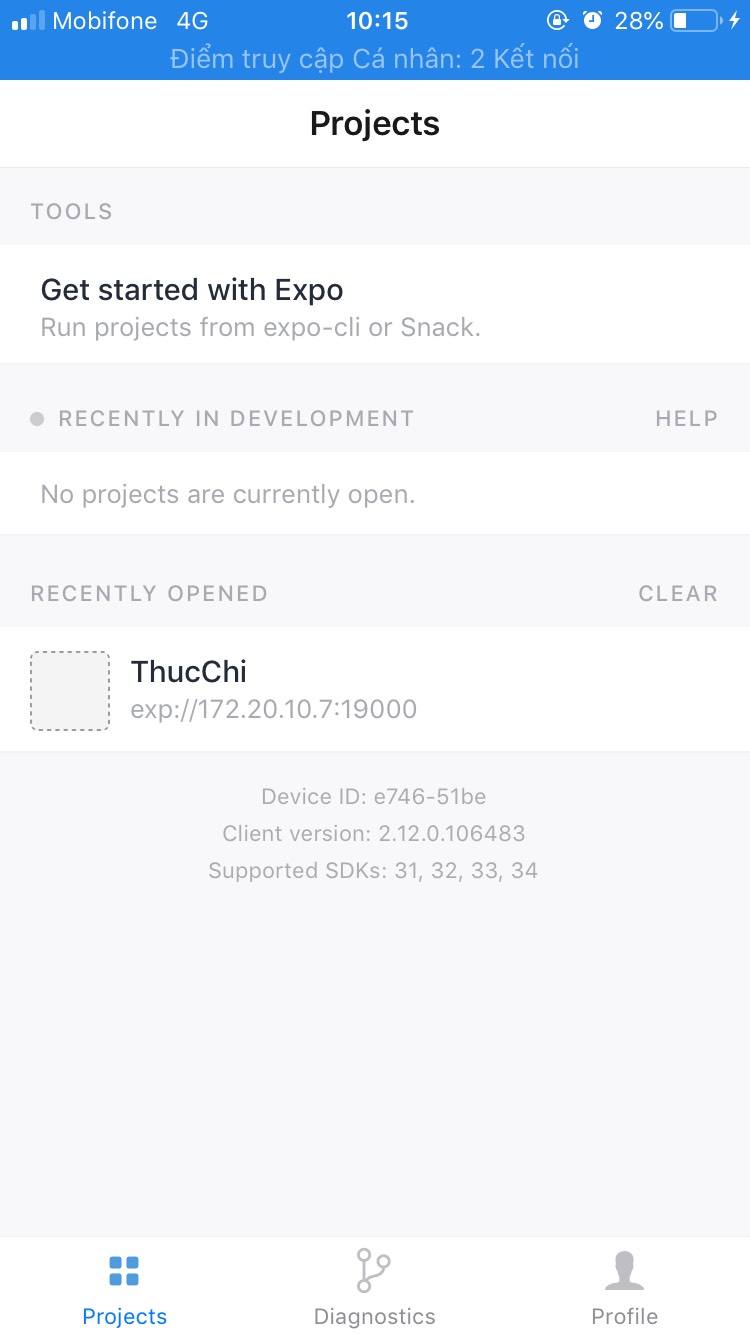 Mobifone 4G 10:15 28%
Điểm truy cập Cá nhân: 2 Kết nối
Projects
TOOLS
Get started with Expo
Run projects from expo-cli or Snack.
RECENTLY IN DEVELOPMENT HELP
No projects are currently open.
RECENTLY OPENED CLEAR
ThucChi
exp://172.20.10.7:19000
Device ID: e746-51be
Client version: 2.12.0.106483
Supported SDKs: 31, 32, 33, 34
Projects Diagnostics Profile